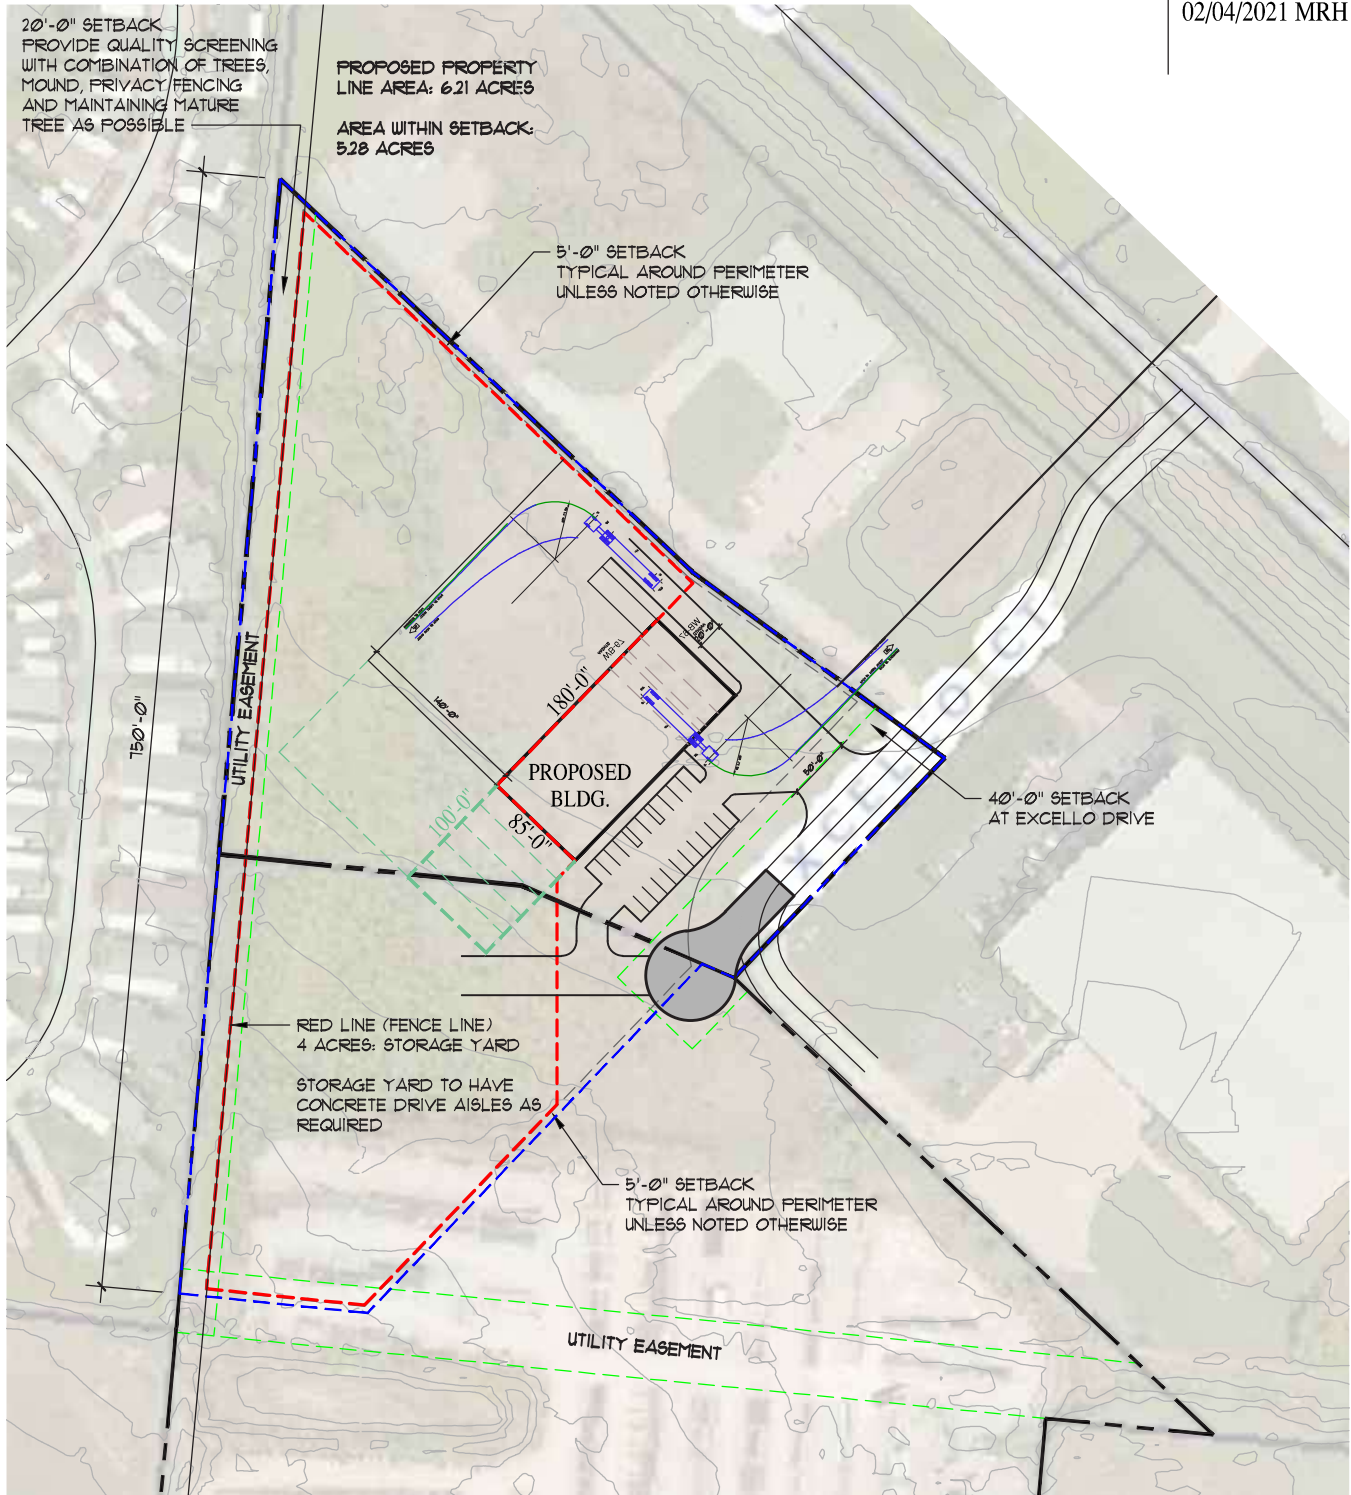 02/04/2021 MRH
20'-0" SETBACK
PROVIDE QUALITY SCREENING
WITH COMBINATION OF TREES,
MOUND, PRIVACY FENCING
AND MAINTAINING MATURE
TREE AS POSSIBLE
PROPOSED PROPERTY
LINE AREA: 6.21 ACRES
AREA WITHIN SETBACK:
5.28 ACRES
5'-0" SETBACK
TYPICAL AROUND PERIMETER
UNLESS NOTED OTHERWISE
UTILITY EASEMENT
750'-0"
180'-0"
140'-0"
PROPOSED
BLDG.
85'-0"
100'-0"
50'-0"
40'-0" SETBACK
AT EXCELLO DRIVE
RED LINE (FENCE LINE)
4 ACRES: STORAGE YARD
STORAGE YARD TO HAVE
CONCRETE DRIVE AISLES AS
REQUIRED
5'-0" SETBACK
TYPICAL AROUND PERIMETER
UNLESS NOTED OTHERWISE
UTILITY EASEMENT